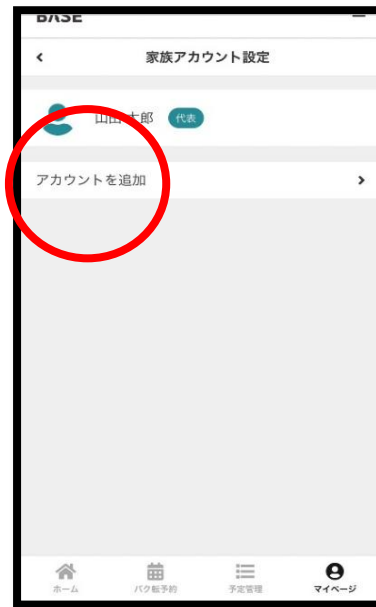 BASE
家族アカウント設定
山田 太郎 代表
アカウントを追加
ホーム バク転予約 予定管理 マイページ